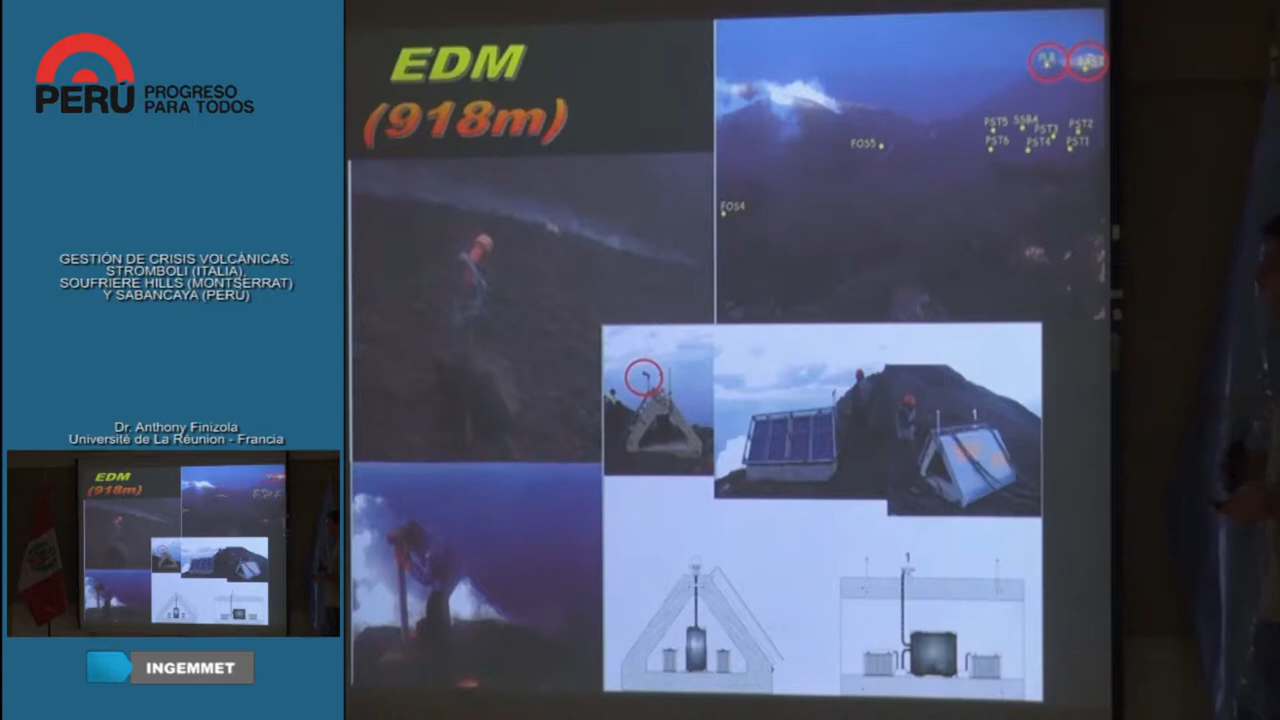 PERÚ
PROGRESO
PARA TODOS
GESTIÓN DE CRISIS VOLCÁNICAS:
STROMBOLI (ITALIA),
SOUFRIERE HILLS (MONTSERRAT)
Y SABANCAYA (PERÚ)
Dr. Anthony Finizola
Université de La Réunion - Francia
EDM
(918m)
INGEMMET
EDM
(918m)
PST5 SSBA PST3 PST2
FOS5 PST6 PST4 PST1
FOS4